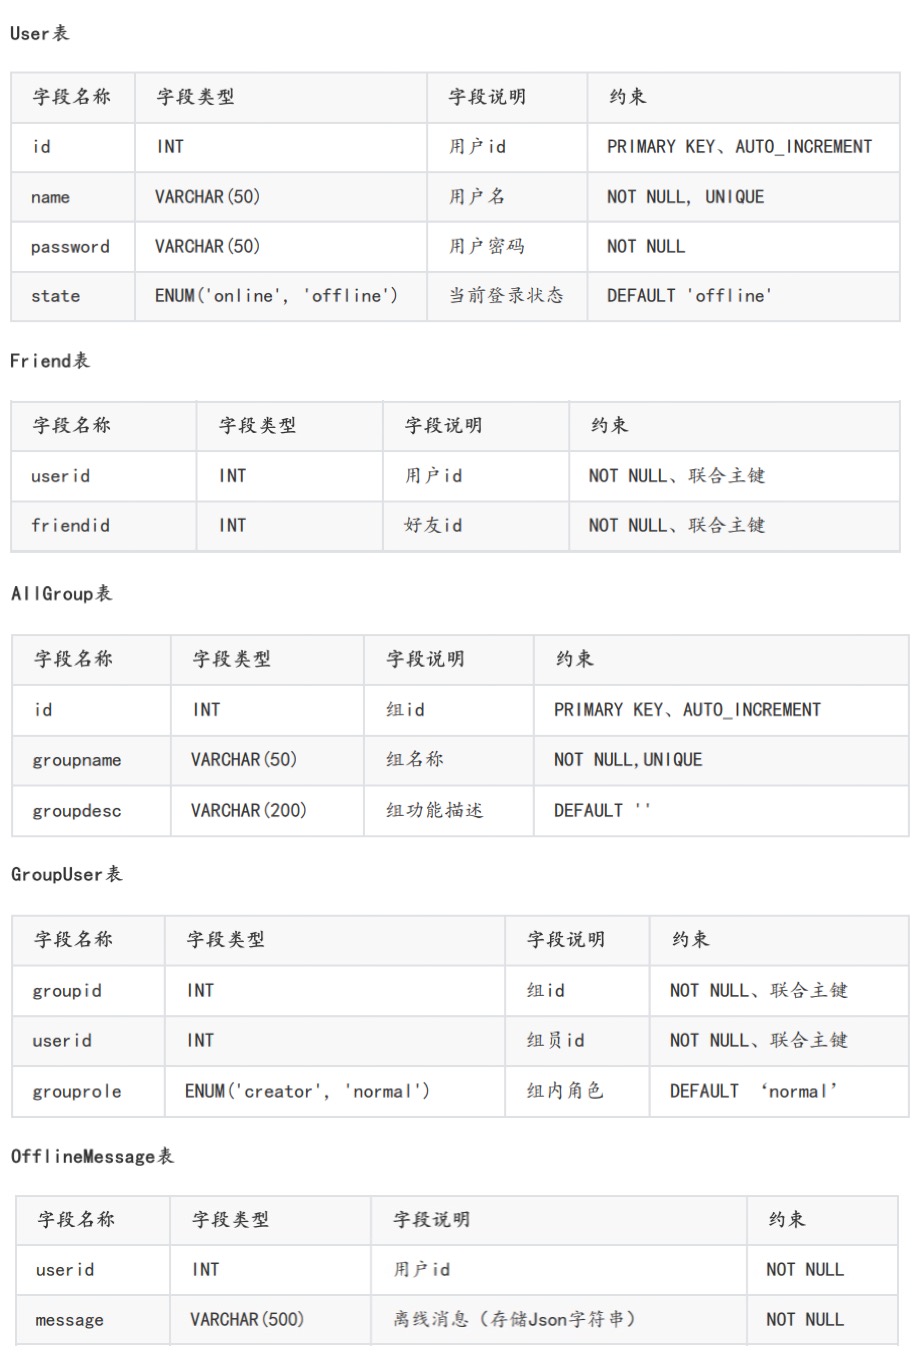 User表
字段名称 字段类型 字段说明 约束
id INT 用户id PRIMARY KEY、AUTO_INCREMENT
name VARCHAR(50) 用户名 NOT NULL, UNIQUE
password VARCHAR(50) 用户密码 NOT NULL
state ENUM('online', 'offline') 当前登录状态 DEFAULT 'offline'
Friend表
字段名称 字段类型 字段说明 约束
userid INT 用户id NOT NULL、联合主键
friendid INT 好友id NOT NULL、联合主键
AllGroup表
字段名称 字段类型 字段说明 约束
id INT 组id PRIMARY KEY、AUTO_INCREMENT
groupname VARCHAR(50) 组名称 NOT NULL,UNIQUE
groupdesc VARCHAR(200) 组功能描述 DEFAULT ''
GroupUser表
字段名称 字段类型 字段说明 约束
groupid INT 组id NOT NULL、联合主键
userid INT 组员id NOT NULL、联合主键
grouprole ENUM('creator', 'normal') 组内角色 DEFAULT ‘normal’
OfflineMessage表
字段名称 字段类型 字段说明 约束
userid INT 用户id NOT NULL
message VARCHAR(500) 离线消息（存储Json字符串） NOT NULL